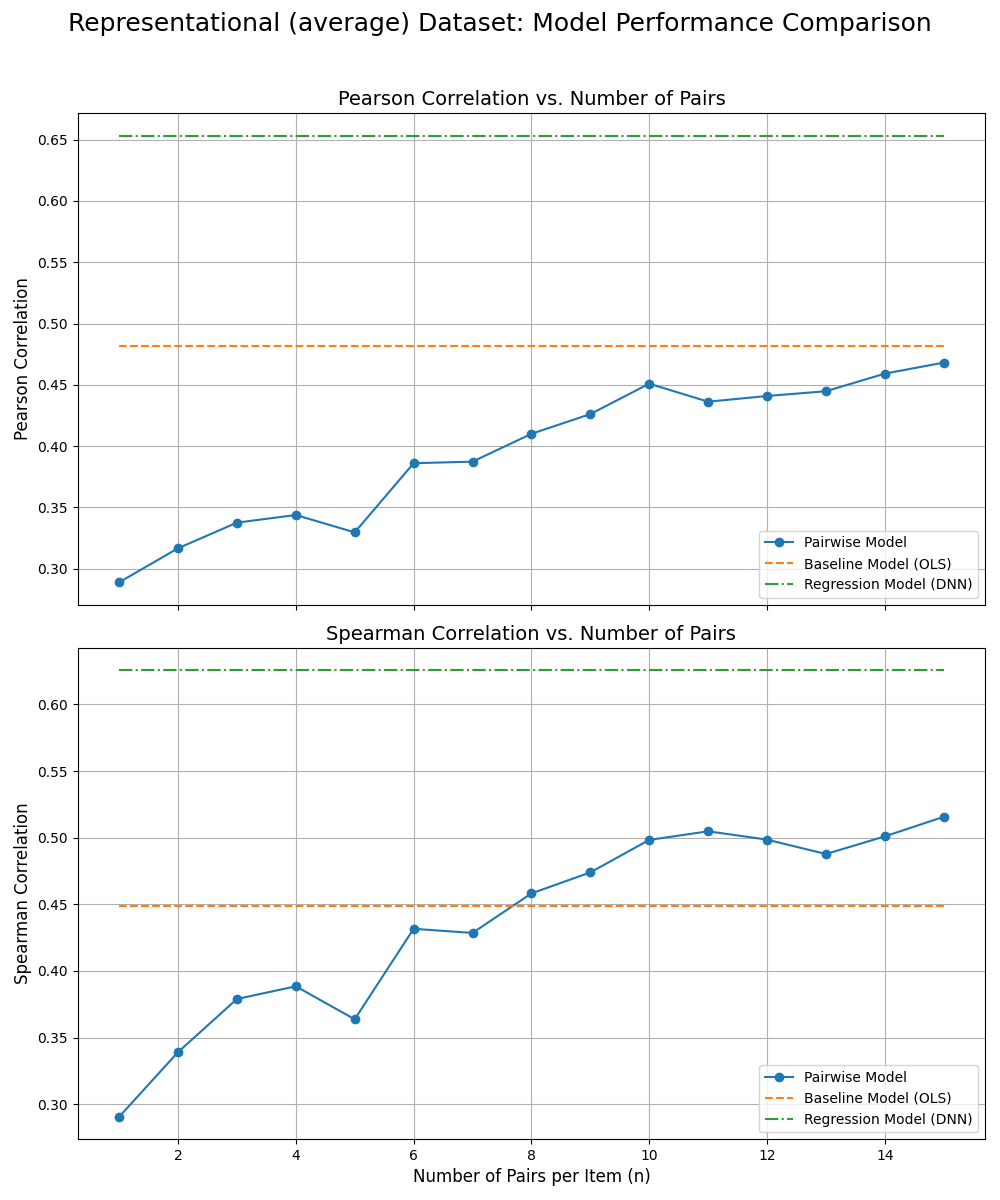 Representational (average) Dataset: Model Performance Comparison
Pearson Correlation vs. Number of Pairs
Pearson Correlation
0.65
0.60
0.55
0.50
0.45
0.40
0.35
0.30
Pairwise Model
Baseline Model (OLS)
Regression Model (DNN)
Spearman Correlation vs. Number of Pairs
Spearman Correlation
0.60
0.55
0.50
0.45
0.40
0.35
0.30
Pairwise Model
Baseline Model (OLS)
Regression Model (DNN)
2 4 6 8 10 12 14
Number of Pairs per Item (n)